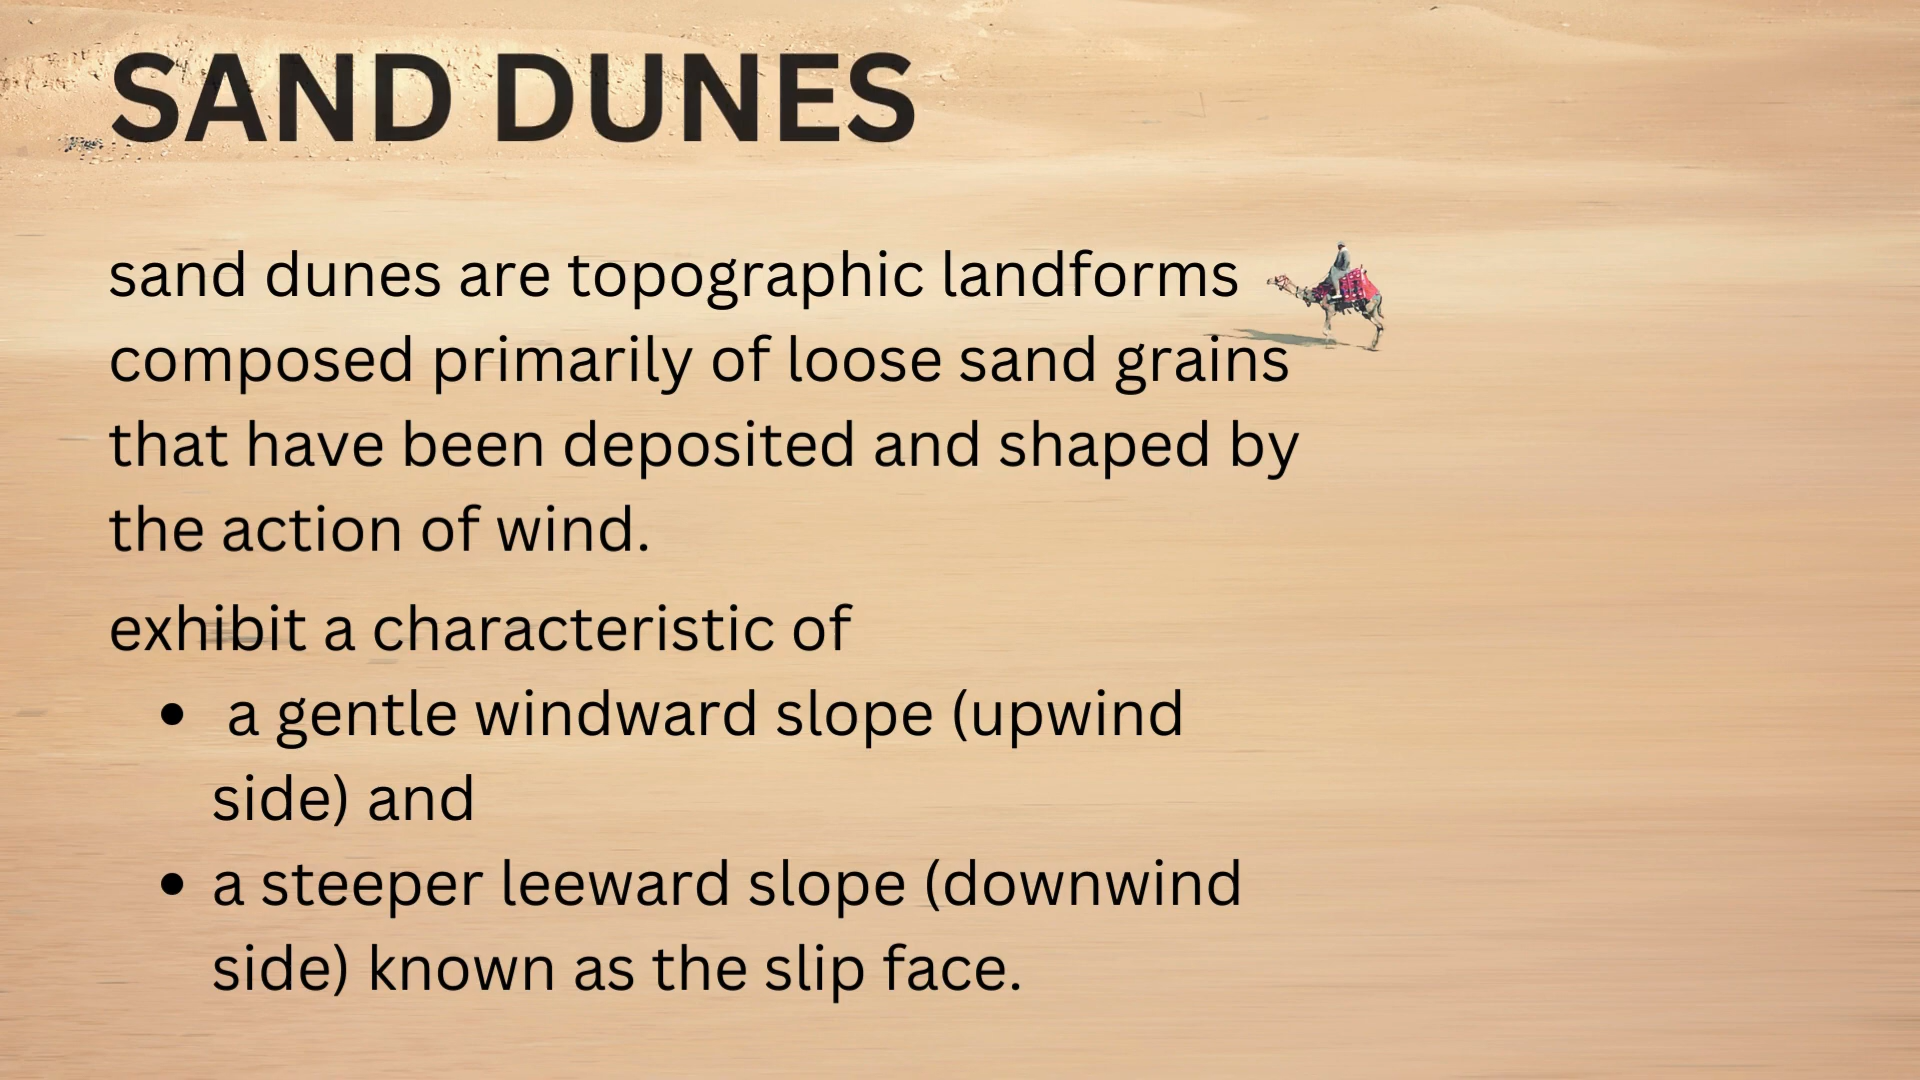 SAND DUNES
sand dunes are topographic landforms
composed primarily of loose sand grains
that have been deposited and shaped by
the action of wind.
exhibit a characteristic of
• a gentle windward slope (upwind
side) and
• a steeper leeward slope (downwind
side) known as the slip face.